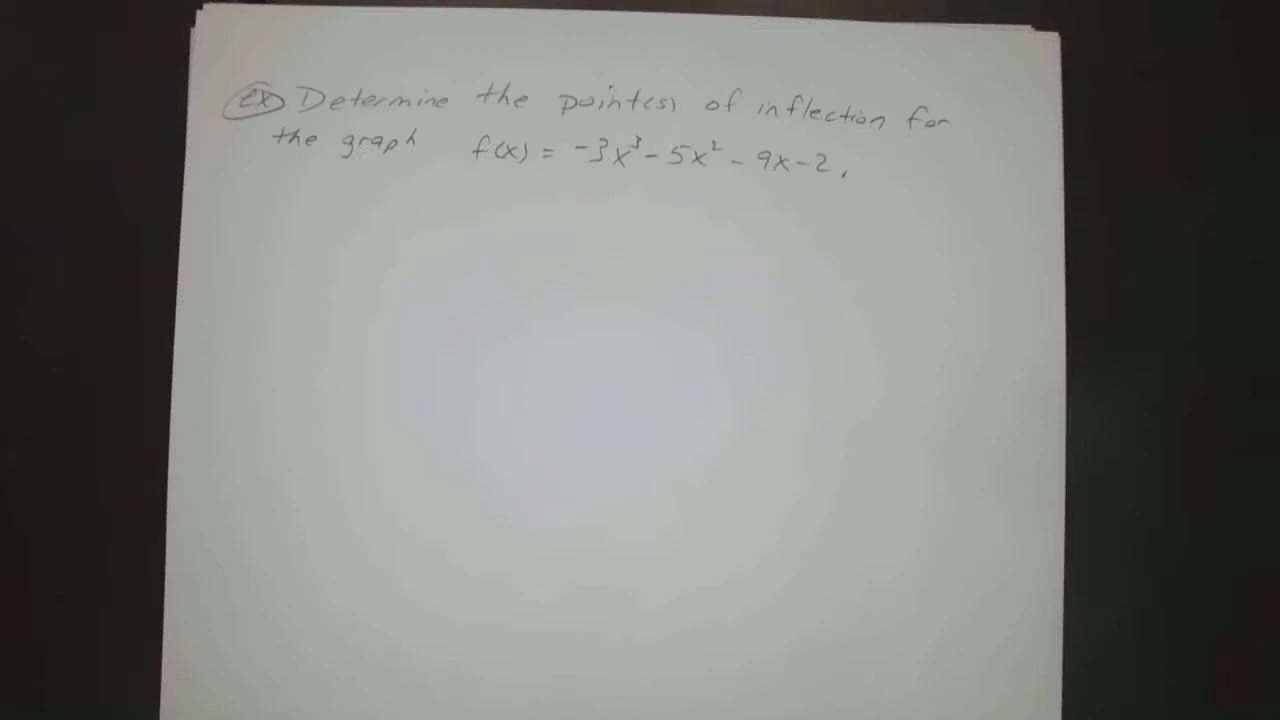 ex Determine the point(s) of inflection for
the graph f(x) = -3x³ - 5x² - 9x - 2.